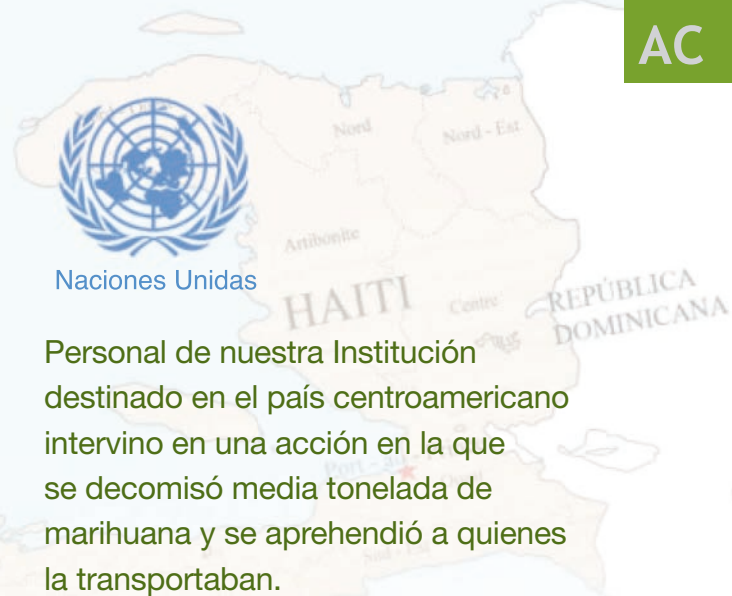 AC
Nord
Nord - Est
Artibonite
Naciones Unidas
HAITI
Centre
REPÚBLICA
DOMINICANA
Personal de nuestra Institución
destinado en el país centroamericano
intervino en una acción en la que
se decomisó media tonelada de
marihuana y se aprehendió a quienes
la transportaban.